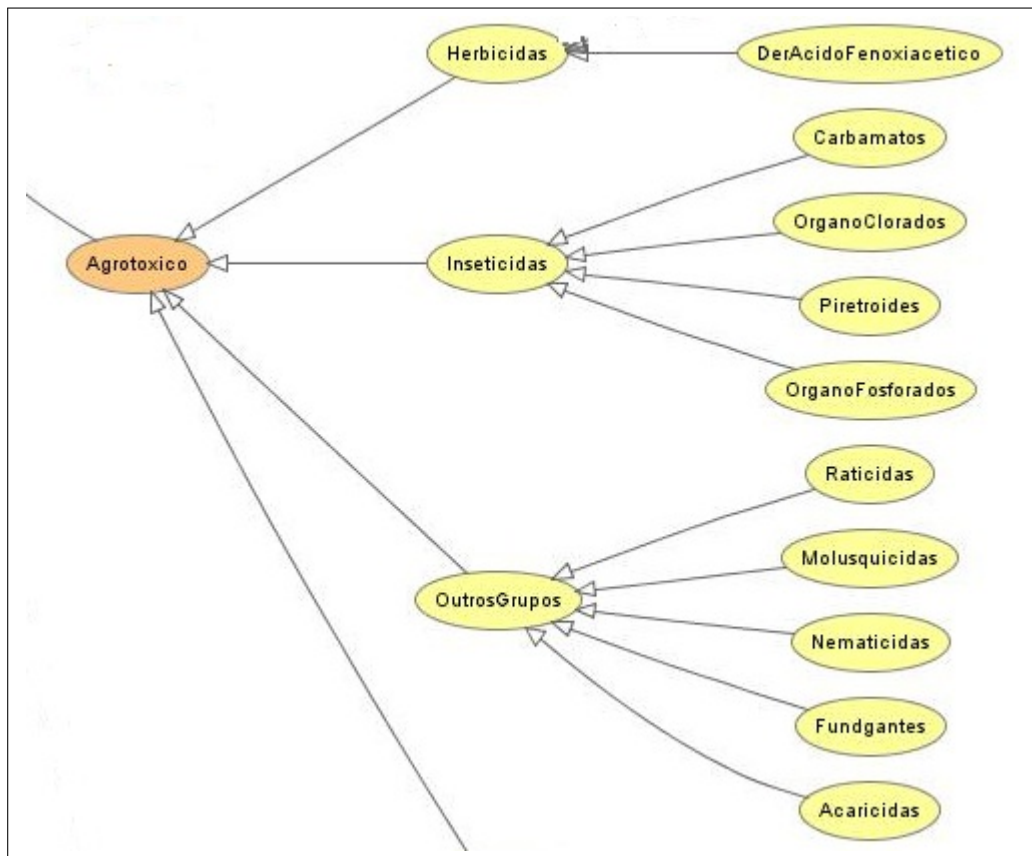 Herbicidas
DerAcidoFenoxiacetico
Carbamatos
OrganoClorados
Agrotoxico
Inseticidas
Piretroides
OrganoFosforados
Raticidas
Molusquicidas
OutrosGrupos
Nematicidas
Fundgantes
Acaricidas